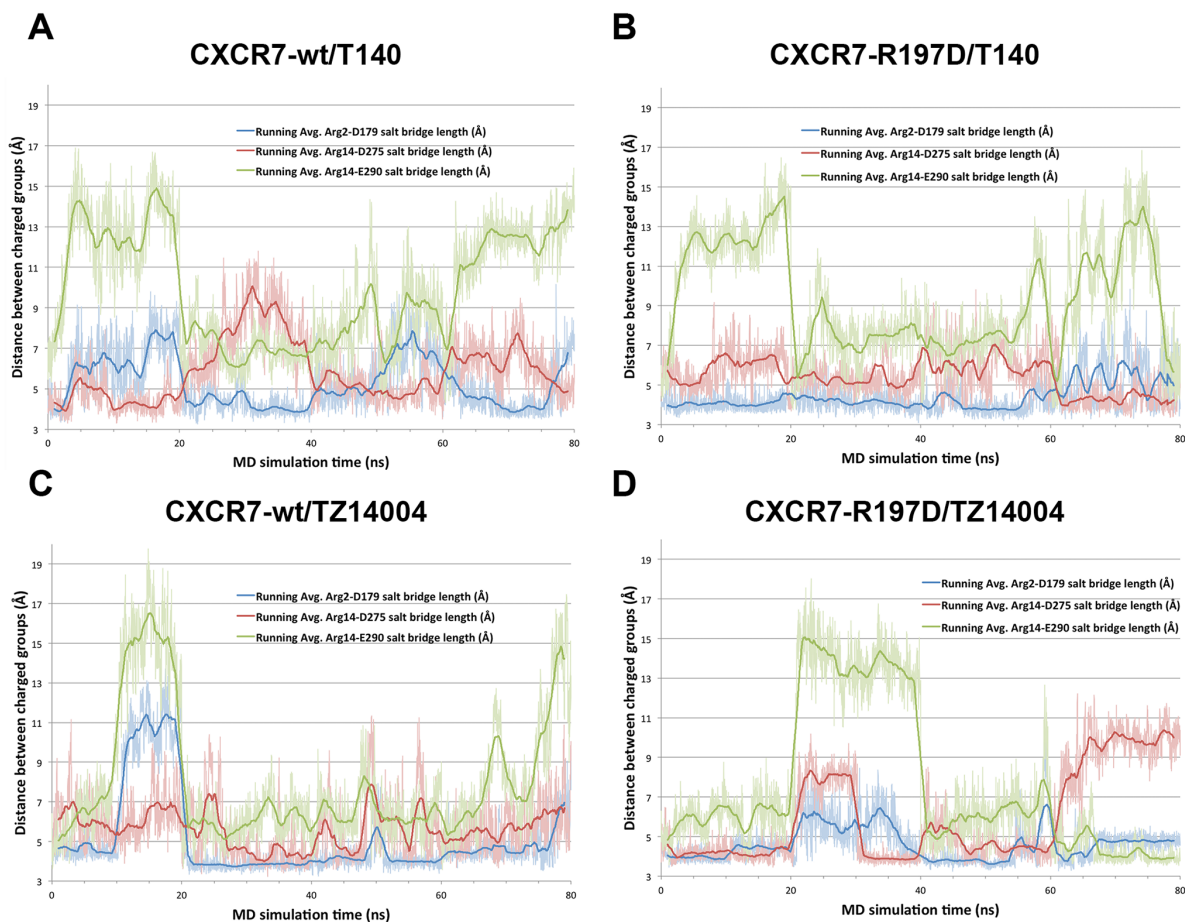 A
CXCR7-wt/T140
Distance between charged groups (Å)
19
17
15
13
11
9
7
5
3
Running Avg. Arg2-D179 salt bridge length (Å)
Running Avg. Arg14-D275 salt bridge length (Å)
Running Avg. Arg14-E290 salt bridge length (Å)
0
20
40
60
80
MD simulation time (ns)
B
CXCR7-R197D/T140
Distance between charged groups (Å)
19
17
15
13
11
9
7
5
3
Running Avg. Arg2-D179 salt bridge length (Å)
Running Avg. Arg14-D275 salt bridge length (Å)
Running Avg. Arg14-E290 salt bridge length (Å)
0
20
40
60
80
MD simulation time (ns)
C
CXCR7-wt/TZ14004
Distance between charged groups (Å)
19
17
15
13
11
9
7
5
3
Running Avg. Arg2-D179 salt bridge length (Å)
Running Avg. Arg14-D275 salt bridge length (Å)
Running Avg. Arg14-E290 salt bridge length (Å)
0
20
40
60
80
MD simulation time (ns)
D
CXCR7-R197D/TZ14004
Distance between charged groups (Å)
19
17
15
13
11
9
7
5
3
Running Avg. Arg2-D179 salt bridge length (Å)
Running Avg. Arg14-D275 salt bridge length (Å)
Running Avg. Arg14-E290 salt bridge length (Å)
0
20
40
60
80
MD simulation time (ns)